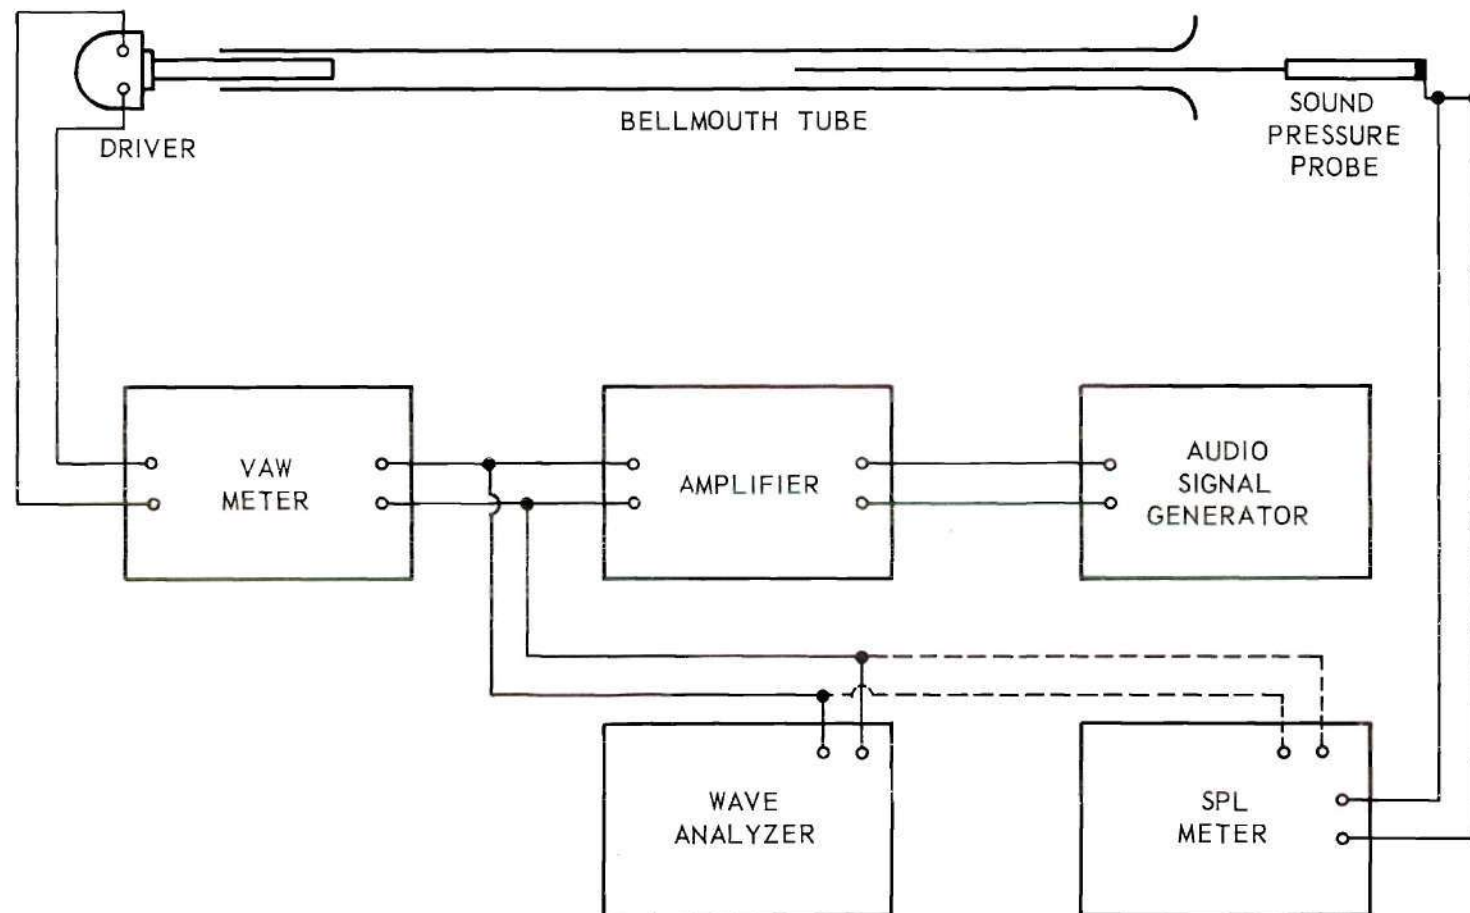 BELLMOUTH TUBE
DRIVER
SOUND
PRESSURE
PROBE
VAW
METER
AMPLIFIER
AUDIO
SIGNAL
GENERATOR
WAVE
ANALYZER
SPL
METER